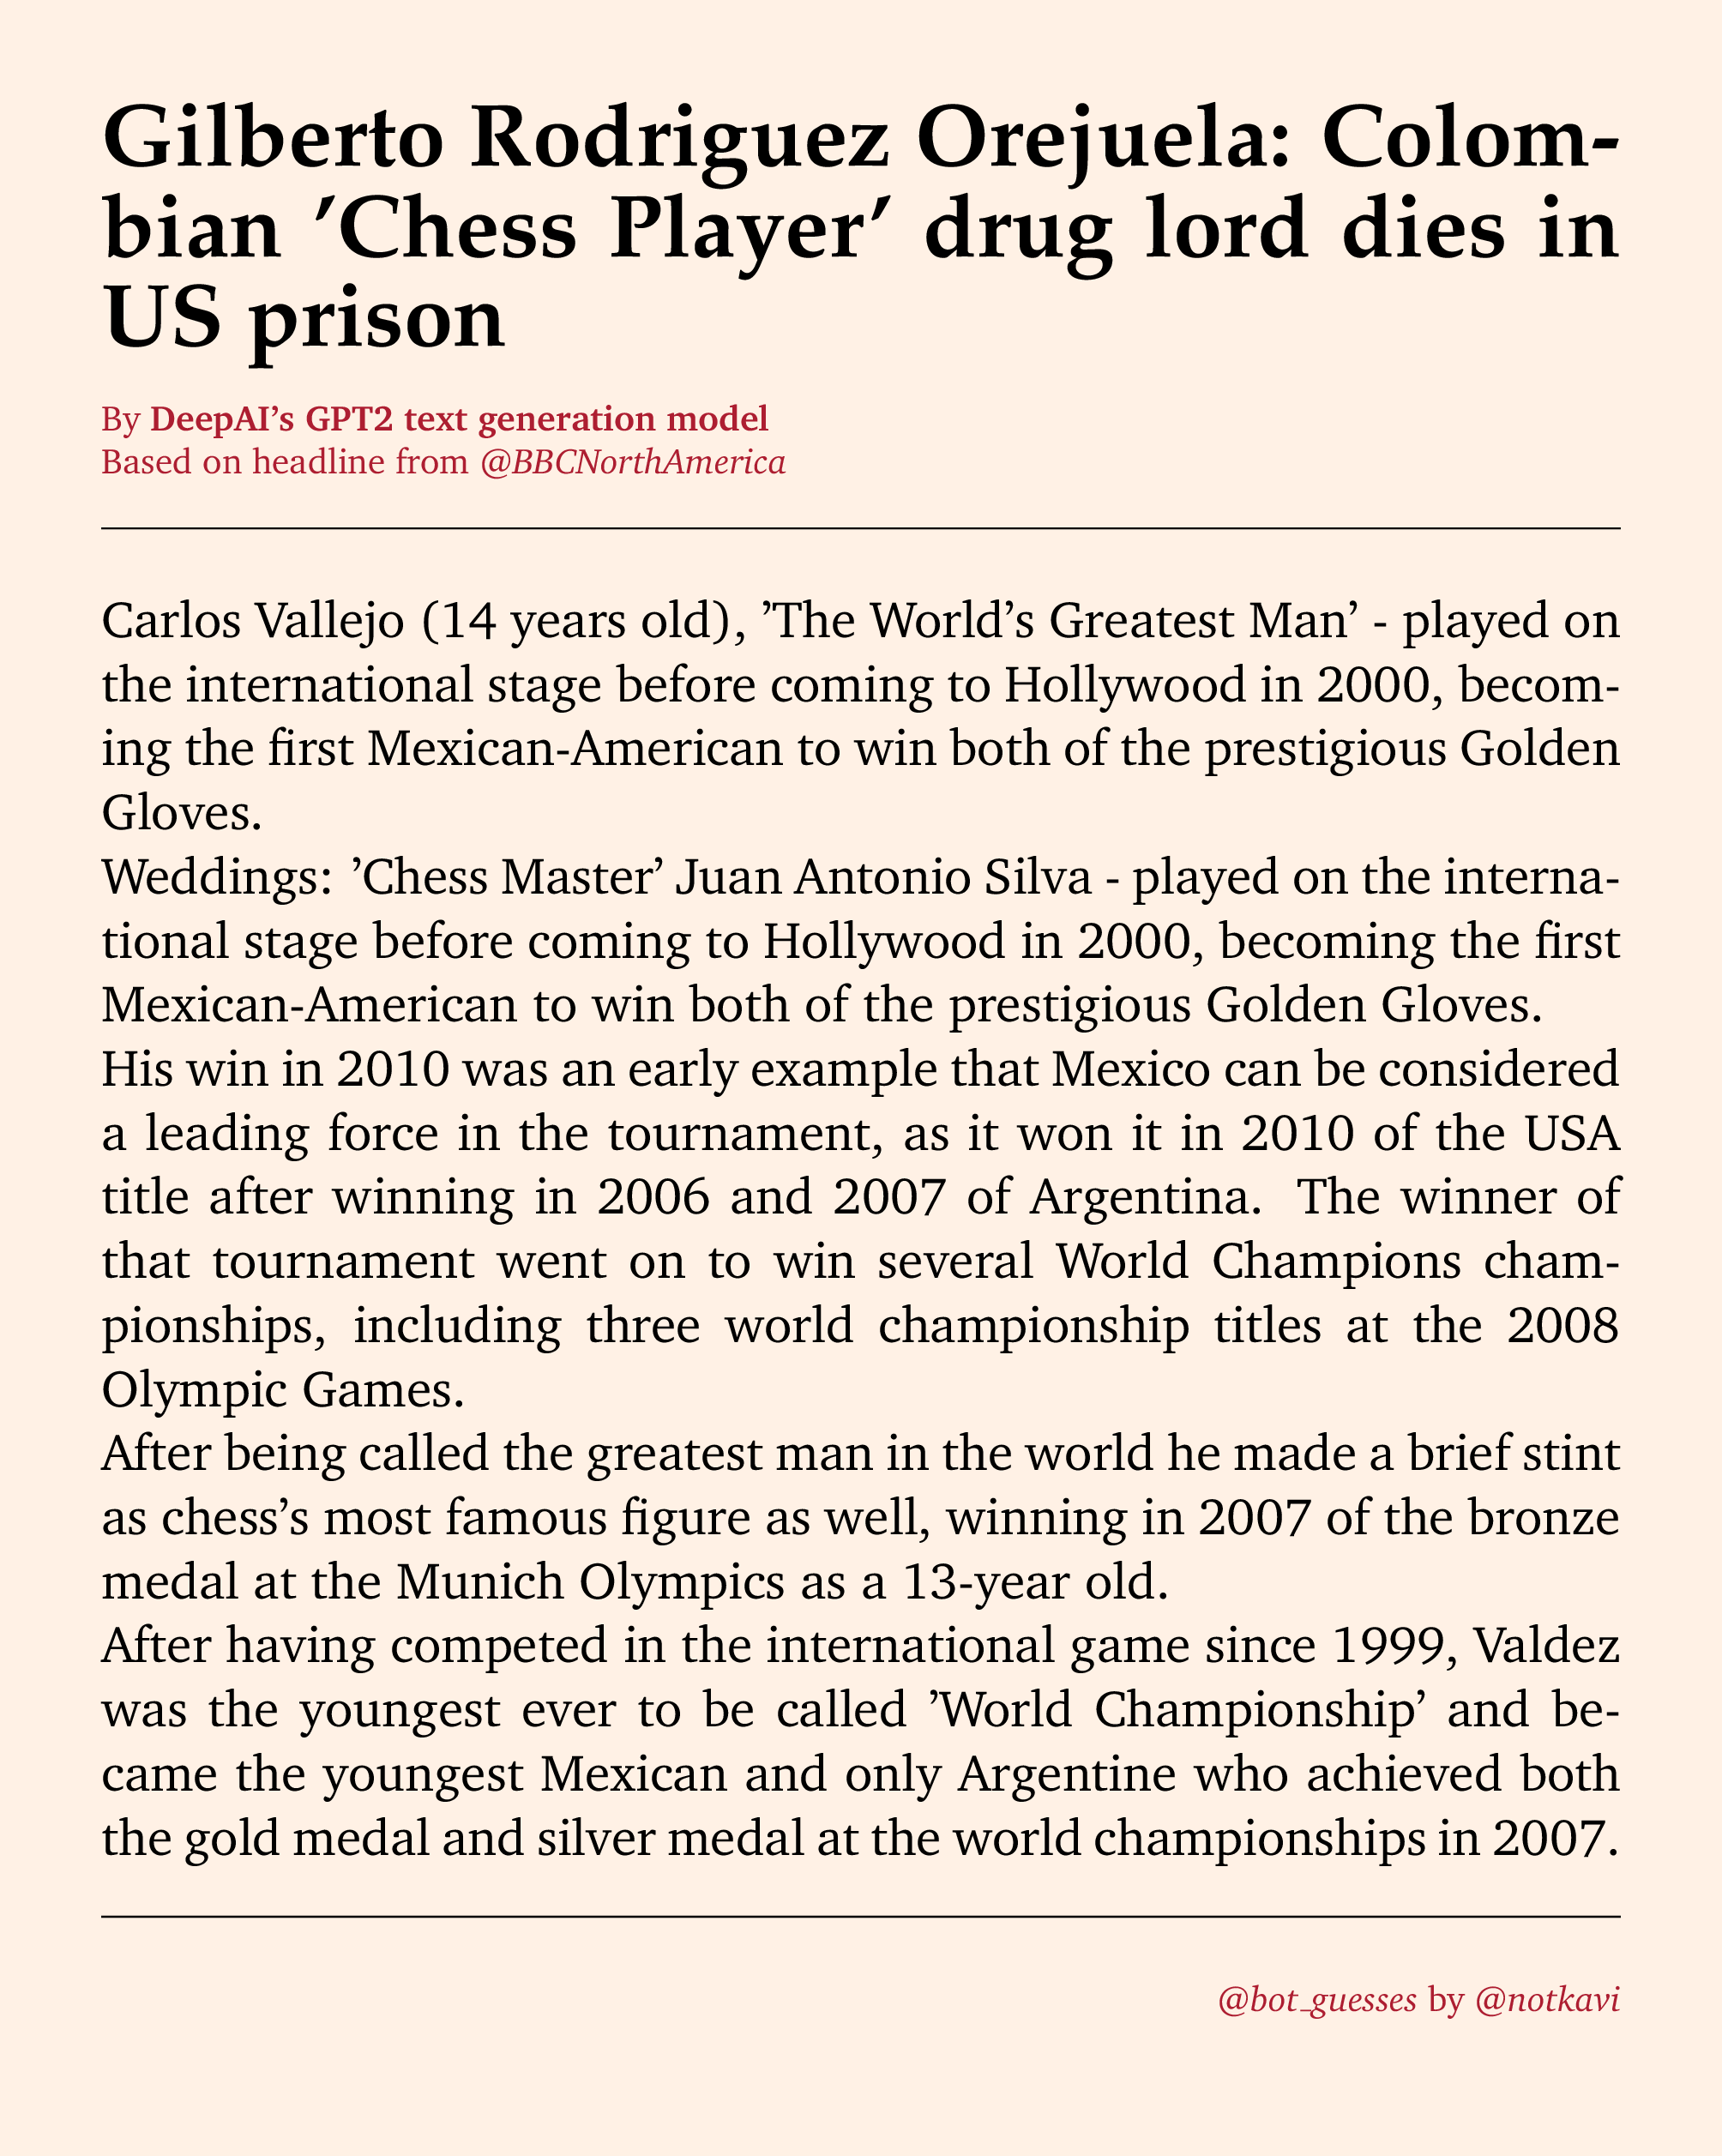 Gilberto Rodriguez Orejuela: Colom-
bian ’Chess Player’ drug lord dies in
US prison
By DeepAI’s GPT2 text generation model
Based on headline from @BBCNorthAmerica
Carlos Vallejo (14 years old), ’The World’s Greatest Man’ - played on
the international stage before coming to Hollywood in 2000, becom-
ing the first Mexican-American to win both of the prestigious Golden
Gloves.
Weddings: ’Chess Master’ Juan Antonio Silva - played on the interna-
tional stage before coming to Hollywood in 2000, becoming the first
Mexican-American to win both of the prestigious Golden Gloves.
His win in 2010 was an early example that Mexico can be considered
a leading force in the tournament, as it won it in 2010 of the USA
title after winning in 2006 and 2007 of Argentina. The winner of
that tournament went on to win several World Champions cham-
pionships, including three world championship titles at the 2008
Olympic Games.
After being called the greatest man in the world he made a brief stint
as chess’s most famous figure as well, winning in 2007 of the bronze
medal at the Munich Olympics as a 13-year old.
After having competed in the international game since 1999, Valdez
was the youngest ever to be called ’World Championship’ and be-
came the youngest Mexican and only Argentine who achieved both
the gold medal and silver medal at the world championships in 2007.
@bot_guesses by @notkavi